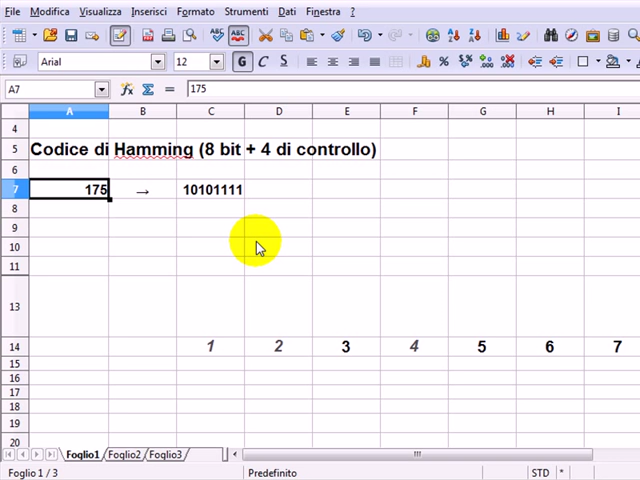 File Modifica Visualizza Inserisci Formato Strumenti Dati Finestra ?
Arial 12 G C S
A7 175
A B C D E F G H I
4
5 Codice di Hamming (8 bit + 4 di controllo)
6
7 175 → 10101111
8
9
10
11
13
14 1 2 3 4 5 6 7
15
16
17
18
19
20
Foglio1 Foglio2 Foglio3
Foglio 1 / 3 Predefinito STD *